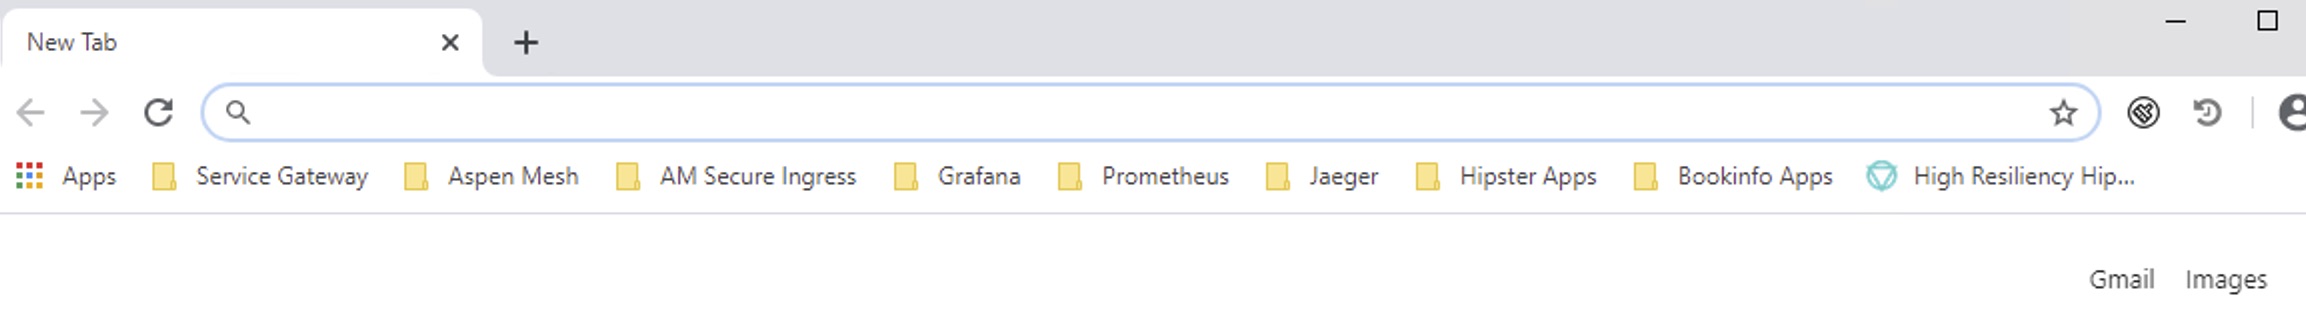 New Tab
Apps Service Gateway Aspen Mesh AM Secure Ingress Grafana Prometheus Jaeger Hipster Apps Bookinfo Apps High Resiliency Hip...
Gmail Images